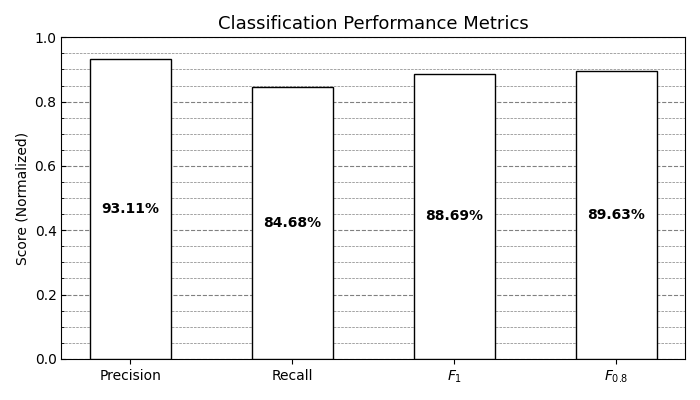 Classification Performance Metrics
Score (Normalized)
1.0
0.8
0.6
0.4
0.2
0.0
93.11%
84.68%
88.69%
89.63%
Precision
Recall
F₁
F₀.₈